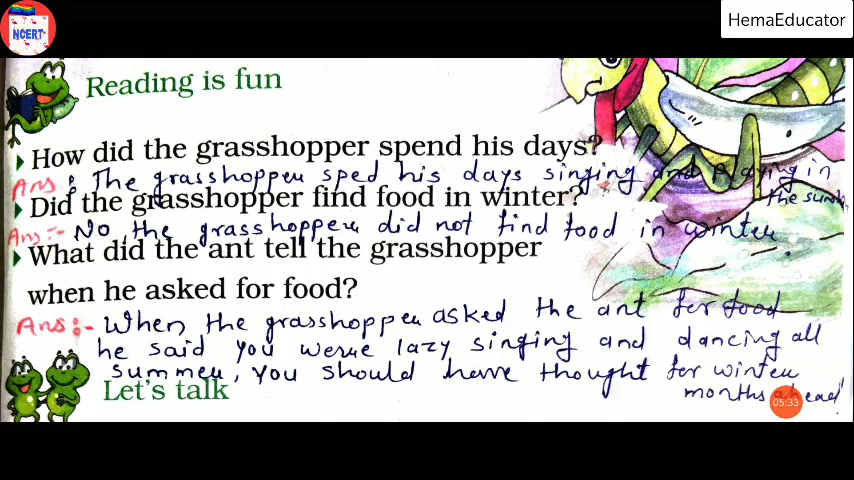 HemaEducator
NCERT
Reading is fun
How did the grasshopper spend his days?
Ans: The grasshopper sped his days singing and playing in
the sunsh
Did the grasshopper find food in winter?
Ans:- No, the grasshopper did not find food in winter.
What did the ant tell the grasshopper
when he asked for food?
Ans:- When the grasshopper asked the ant for food
he said you were lazy singing and dancing all
summer, you should have thought for winter
months ahead
Let's talk
05:33